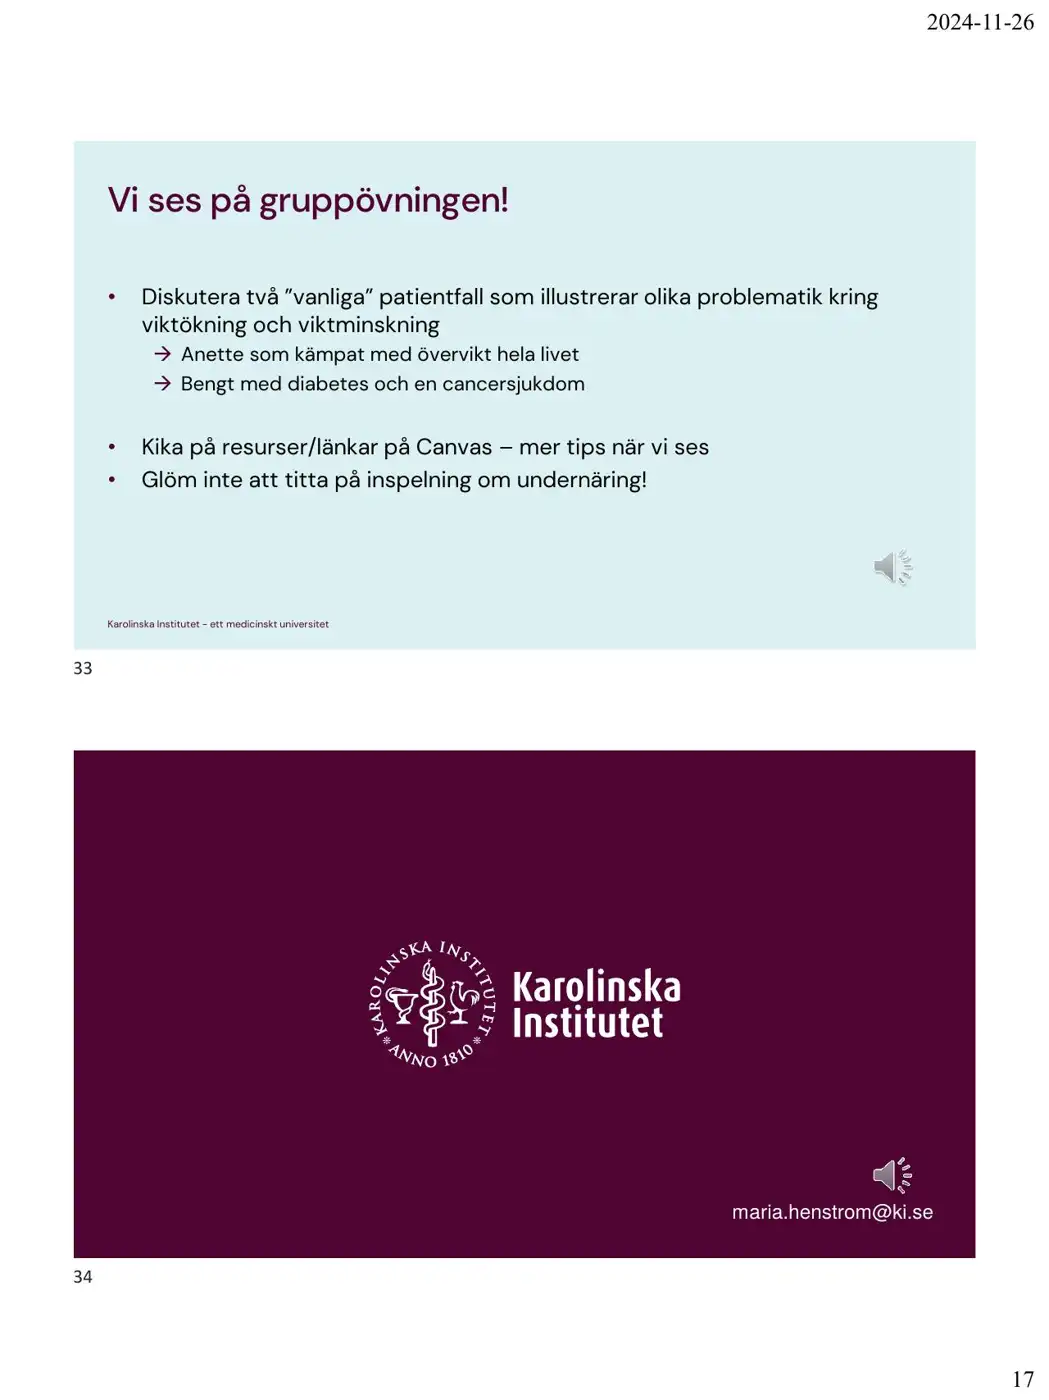 2024-11-26
Vi ses på gruppövningen!
• Diskutera två ”vanliga” patientfall som illustrerar olika problematik kring
viktökning och viktminskning
→ Anette som kämpat med övervikt hela livet
→ Bengt med diabetes och en cancersjukdom
• Kika på resurser/länkar på Canvas – mer tips när vi ses
• Glöm inte att titta på inspelning om undernäring!
Karolinska Institutet - ett medicinskt universitet
33
KAROLINSKA INSTITUTET
ANNO 1810
Karolinska
Institutet
maria.henstrom@ki.se
34
17